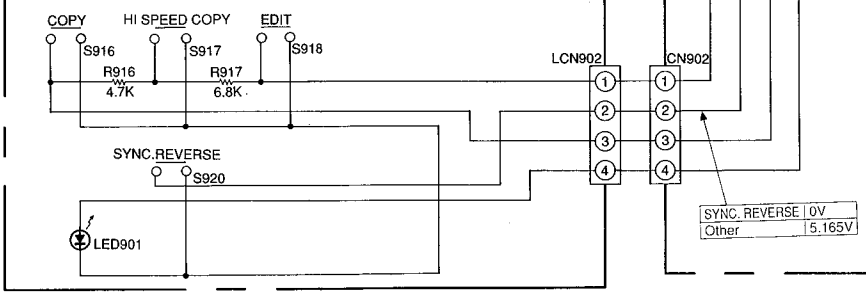 COPY HI SPEED COPY EDIT
S916 S917 S918
LCN902 CN902
R916 R917
4.7K 6.8K
1 1
2 2
3 3
4 4
SYNC.REVERSE
S920
LED901
SYNC. REVERSE 0V
Other 5.165V